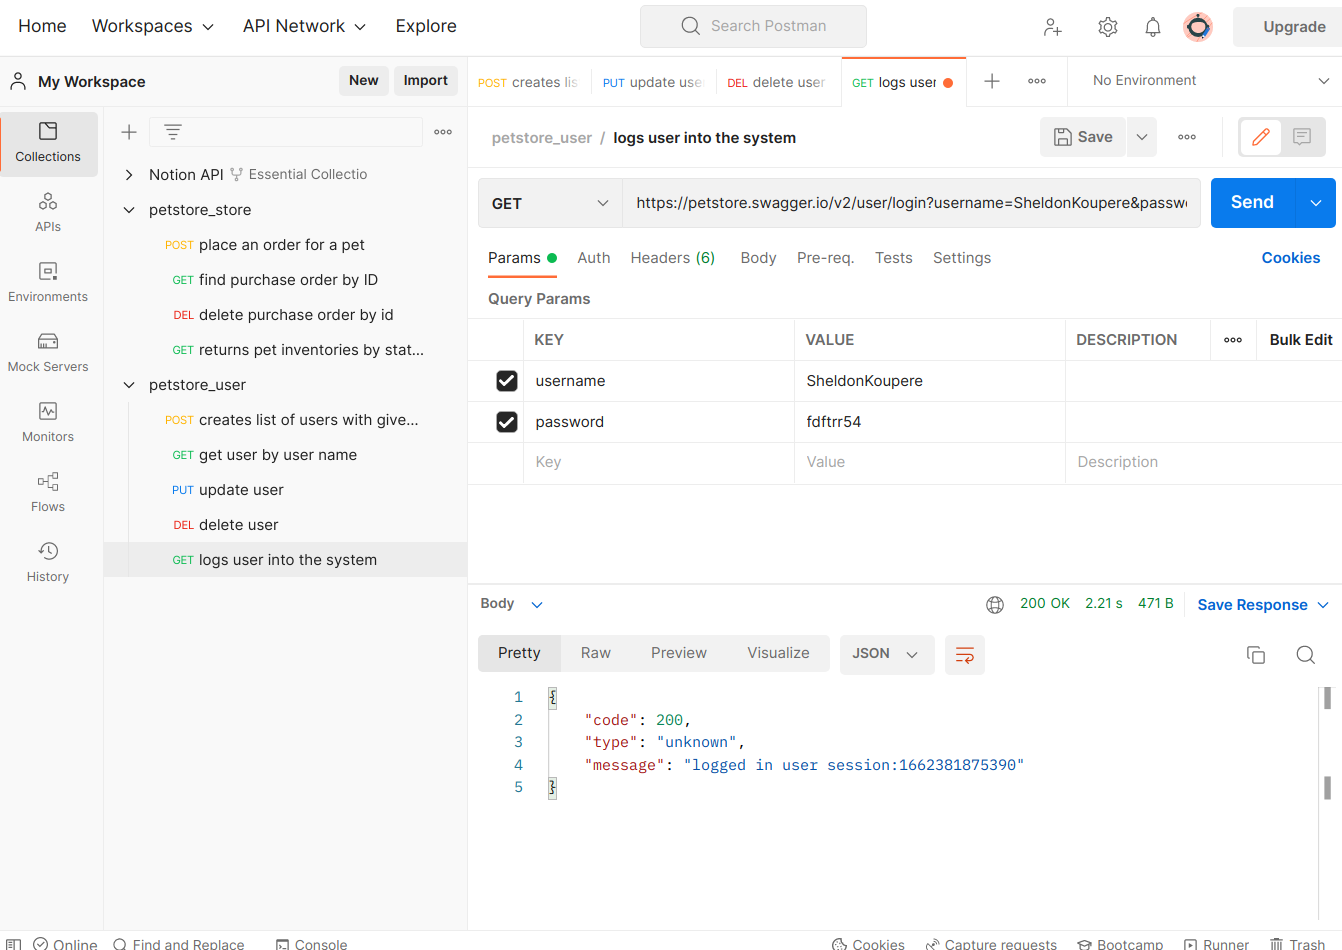 Home Workspaces API Network Explore Search Postman Upgrade
My Workspace New Import
POST creates lis PUT update use DEL delete user GET logs user No Environment
Collections
APIs
Environments
Mock Servers
Monitors
Flows
History
Notion API Essential Collectio
petstore_store
POST place an order for a pet
GET find purchase order by ID
DEL delete purchase order by id
GET returns pet inventories by stat...
petstore_user
POST creates list of users with give...
GET get user by user name
PUT update user
DEL delete user
GET logs user into the system
petstore_user / logs user into the system Save
GET https://petstore.swagger.io/v2/user/login?username=SheldonKoupere&passw Send
Params Auth Headers (6) Body Pre-req. Tests Settings Cookies
Query Params
KEY VALUE DESCRIPTION Bulk Edit
username SheldonKoupere
password fdftrr54
Key Value Description
Body 200 OK 2.21 s 471 B Save Response
Pretty Raw Preview Visualize JSON
1 {
2 "code": 200,
3 "type": "unknown",
4 "message": "logged in user session:1662381875390"
5 }
Online Find and Replace Console Cookies Capture requests Bootcamp Runner Trash